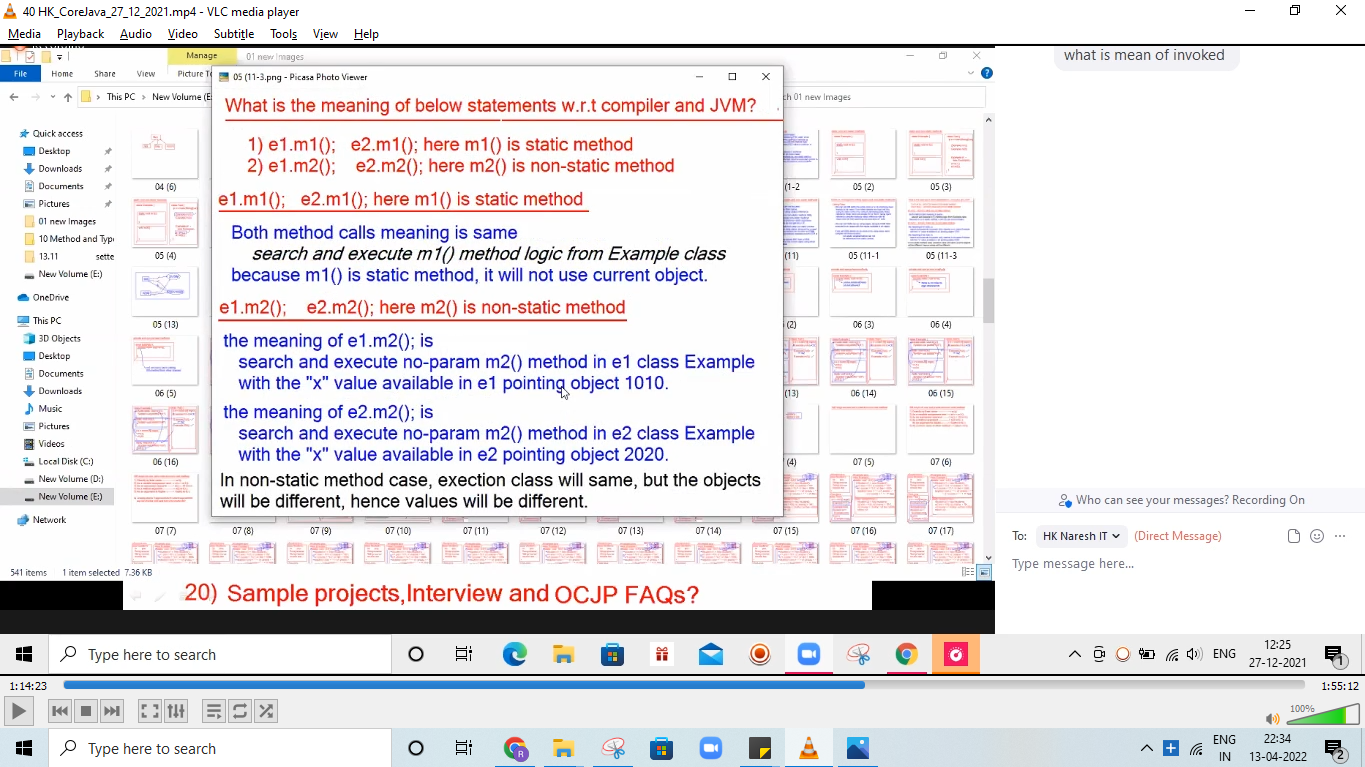 40 HK_CoreJava_27_12_2021.mp4 - VLC media player
Media Playback Audio Video Subtitle Tools View Help
Manage 01 new Images
File Home Share View Picture
This PC New Volume (E: 01 new Images
05 (11-3.png - Picasa Photo Viewer
What is the meaning of below statements w.r.t compiler and JVM?
1) e1.m1(); e2.m1(); here m1() is static method
2) e1.m2(); e2.m2(); here m2() is non-static method
e1.m1(); e2.m1(); here m1() is static method
Both method calls meaning is same
search and execute m1() method logic from Example class
because m1() is static method, it will not use current object.
e1.m2(); e2.m2(); here m2() is non-static method
the meaning of e1.m2(); is
search and execute no-param m2() method in e1 class Example
with the "x" value available in e1 pointing object 1010.
the meaning of e2.m2(); is
search and execute no-param m2() method in e2 class Example
with the "x" value available in e2 pointing object 2020.
In non-static method case, exection class will same, but the objects
will be different, hence values will be different.
Quick access
Desktop
Downloads
Documents
Pictures
01 new Images
10 Method and Typ
13.11 sette
New Volume (E:)
OneDrive
This PC
3D Objects
Desktop
Documents
Downloads
Music
Pictures
Videos
Local Disk (C:)
New Volume (D:)
New Volume (E:)
Network
04 (6)
05 (4)
05 (13)
06 (5)
06 (16)
(1-2 05 (2) 05 (3)
(11) 05 (11-1 05 (11-3
(2) 06 (3) 06 (4)
(13) 06 (14) 06 (15)
(4) 07 (5) 07 (6)
07 (7) 07 (8) 07 (9) 07 (10) 07 (11) 07 (12) 07 (13) 07 (14) (15) 07 (16) 07 (17)
541 items 1 item selected 7.36 KB
20) Sample projects,Interview and OCJP FAQs?
what is mean of invoked
Who can see your messages? Recording On
To: HK Naresh IT (Direct Message)
Type message here...
Type here to search
ENG 12:25
27-12-2021
1
1:14:23 1:55:12
100%
Type here to search
R
ENG 22:34
IN 13-04-2022
2